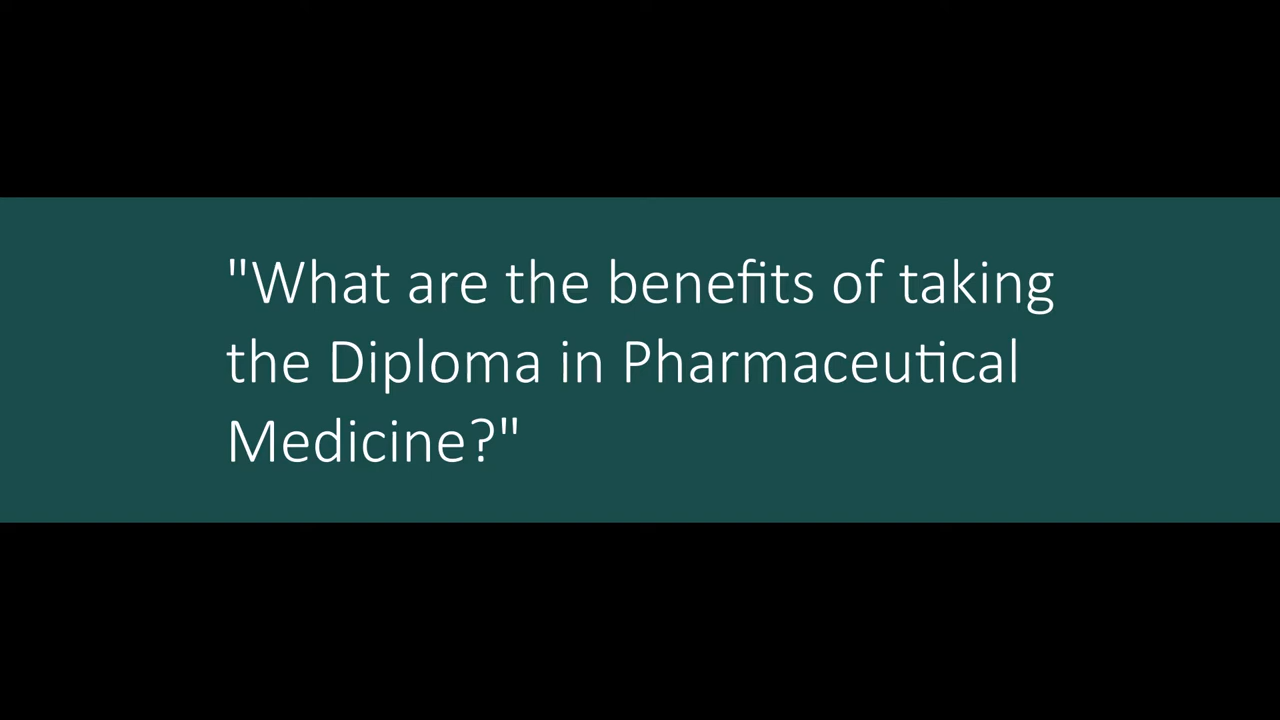 "What are the benefits of taking
the Diploma in Pharmaceutical
Medicine?"